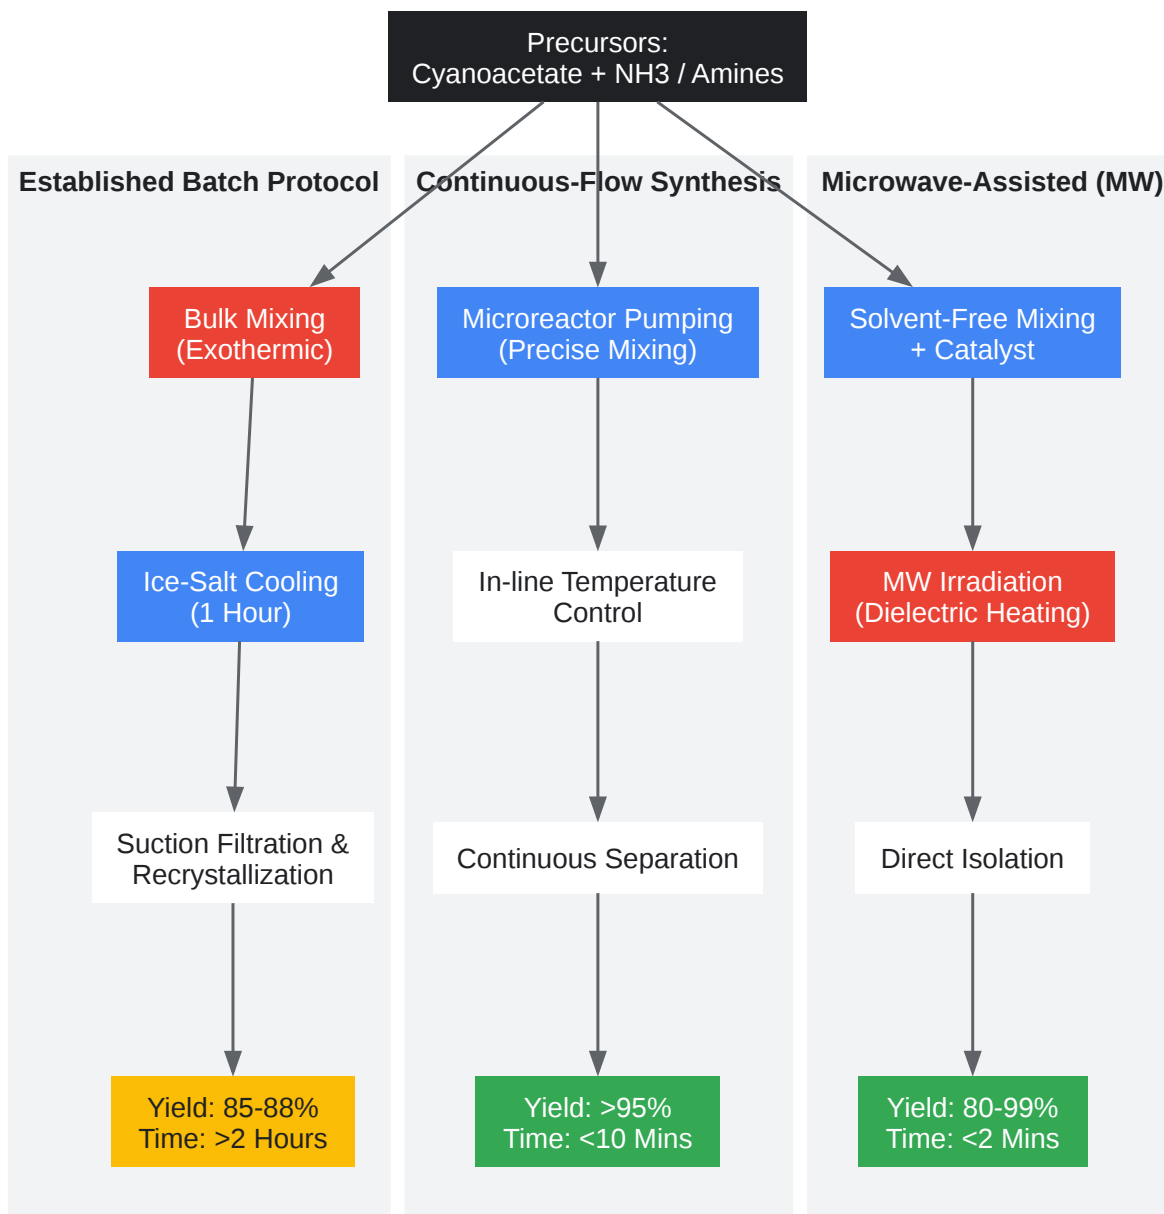 Precursors:
Cyanoacetate + NH3 / Amines
Established Batch Protocol
Bulk Mixing
(Exothermic)
Ice-Salt Cooling
(1 Hour)
Suction Filtration &
Recrystallization
Yield: 85-88%
Time: >2 Hours
Continuous-Flow Synthesis
Microreactor Pumping
(Precise Mixing)
In-line Temperature
Control
Continuous Separation
Yield: >95%
Time: <10 Mins
Microwave-Assisted (MW)
Solvent-Free Mixing
+ Catalyst
MW Irradiation
(Dielectric Heating)
Direct Isolation
Yield: 80-99%
Time: <2 Mins